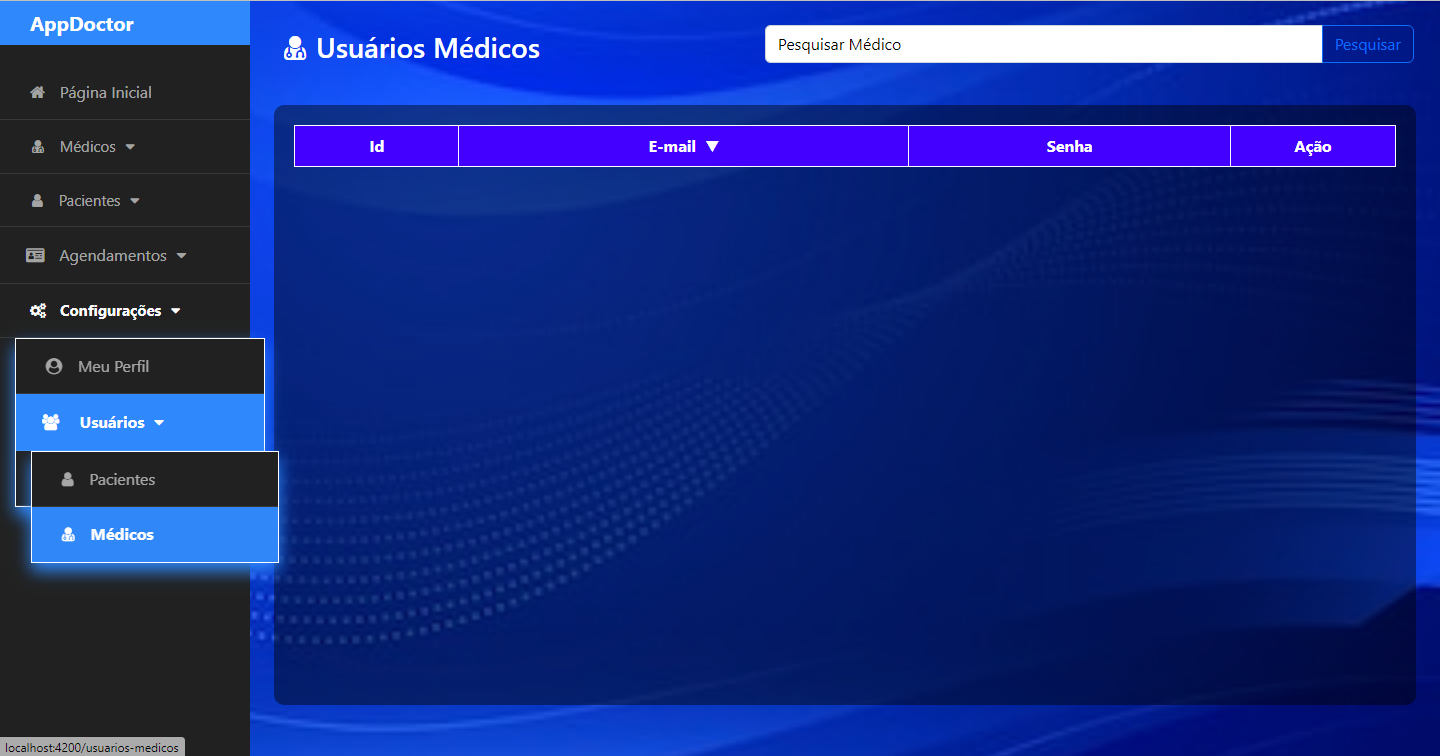 AppDoctor
Página Inicial
Médicos
Pacientes
Agendamentos
Configurações
Meu Perfil
Usuários
Pacientes
Médicos
Usuários Médicos
Pesquisar Médico
Pesquisar
Id E-mail ▼ Senha Ação
localhost:4200/usuarios-medicos